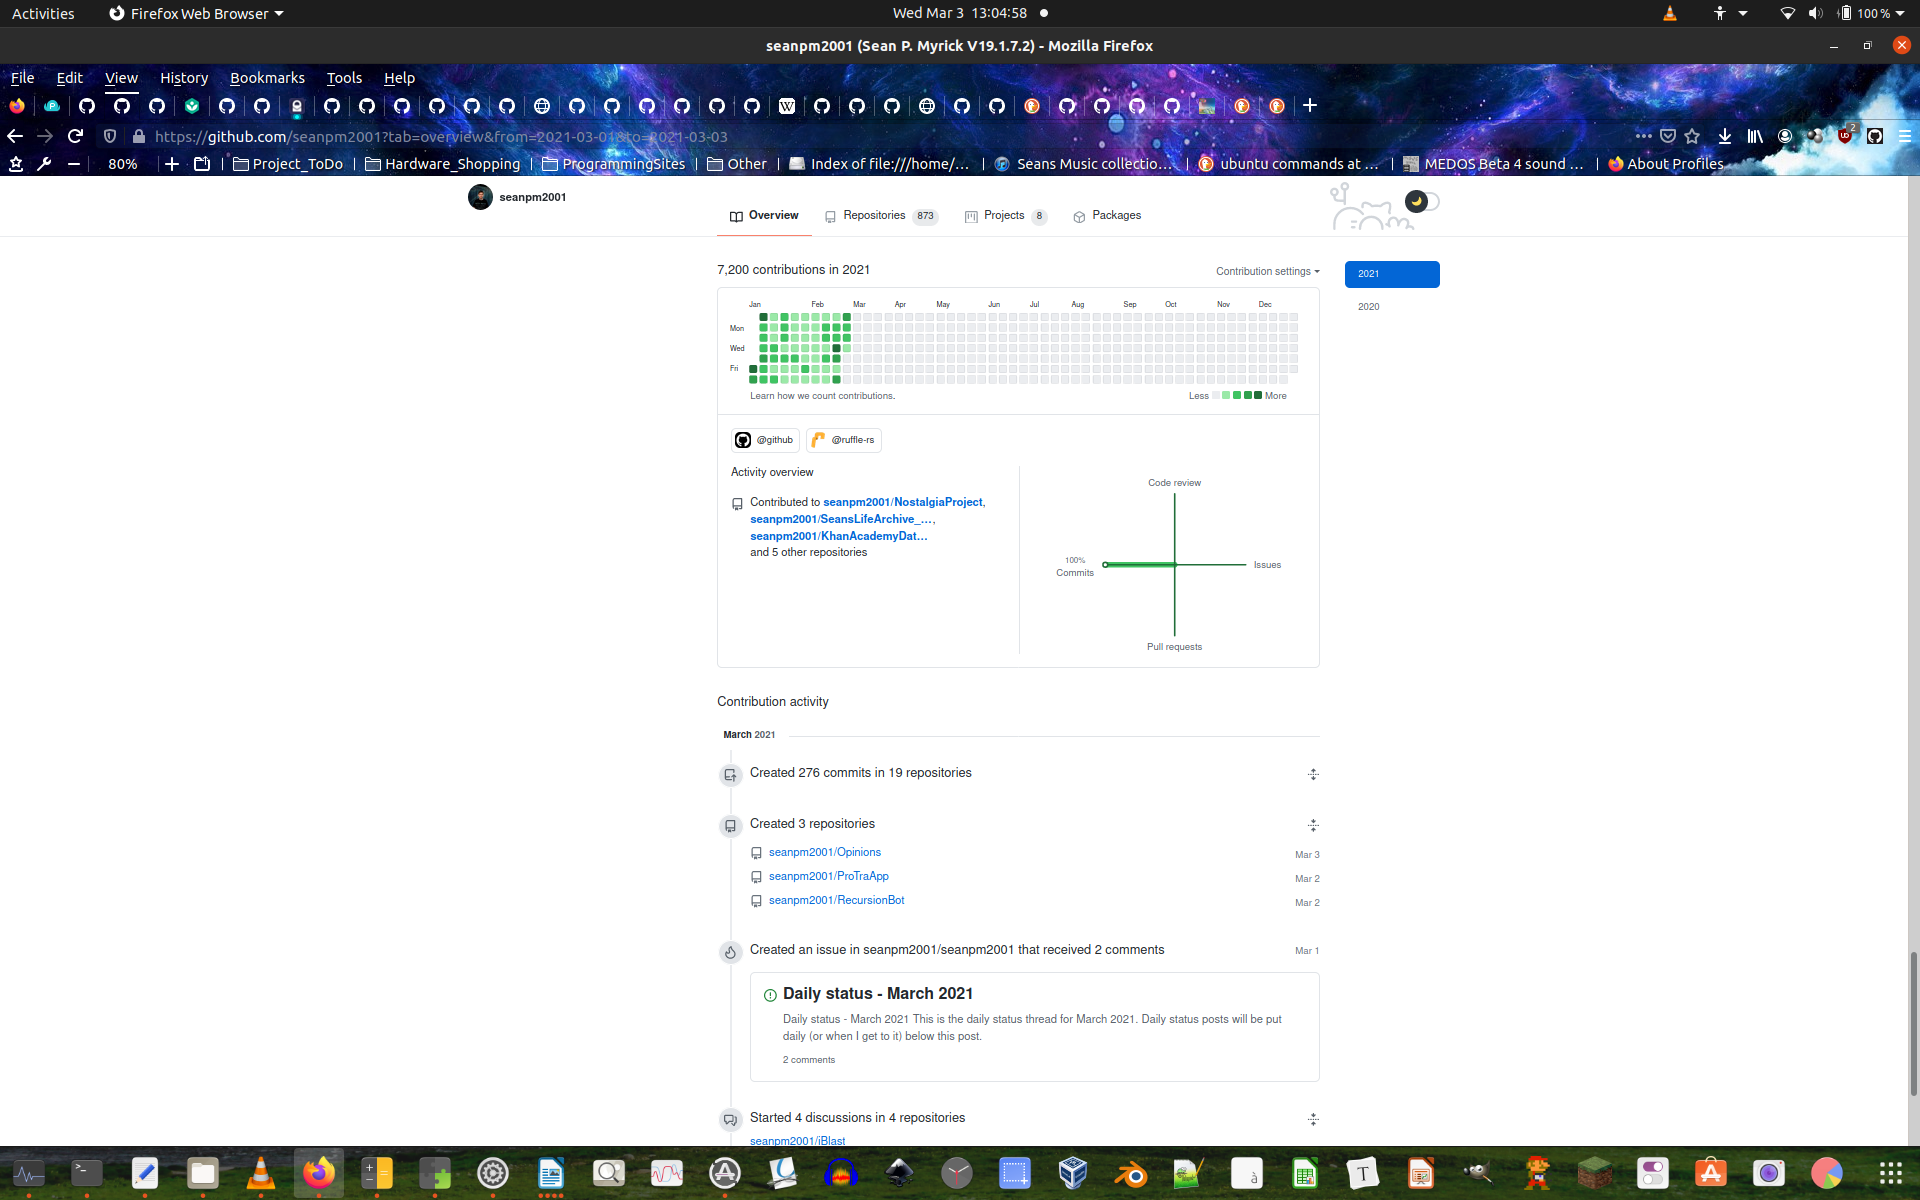 Activities
Firefox Web Browser
Wed Mar 3 13:04:58
100 %
seanpm2001 (Sean P. Myrick V19.1.7.2) - Mozilla Firefox
File Edit View History Bookmarks Tools Help
https://github.com/seanpm2001?tab=overview&from=2021-03-01&to=2021-03-03
2
80%
Project_ToDo
Hardware_Shopping
ProgrammingSites
Other
Index of file:///home/...
Seans Music collectio...
ubuntu commands at ...
MEDOS Beta 4 sound ...
About Profiles
seanpm2001
Overview
Repositories 873
Projects 8
Packages
7,200 contributions in 2021
Contribution settings
2021
2020
Jan Feb Mar Apr May Jun Jul Aug Sep Oct Nov Dec
Mon
Wed
Fri
Learn how we count contributions.
Less More
@github
@ruffle-rs
Activity overview
Contributed to seanpm2001/NostalgiaProject,
seanpm2001/SeansLifeArchive_...,
seanpm2001/KhanAcademyDat...
and 5 other repositories
Code review
100%
Commits
Issues
Pull requests
Contribution activity
March 2021
Created 276 commits in 19 repositories
Created 3 repositories
seanpm2001/Opinions Mar 3
seanpm2001/ProTraApp Mar 2
seanpm2001/RecursionBot Mar 2
Created an issue in seanpm2001/seanpm2001 that received 2 comments Mar 1
Daily status - March 2021
Daily status - March 2021 This is the daily status thread for March 2021. Daily status posts will be put
daily (or when I get to it) below this post.
2 comments
Started 4 discussions in 4 repositories
seanpm2001/iBlast